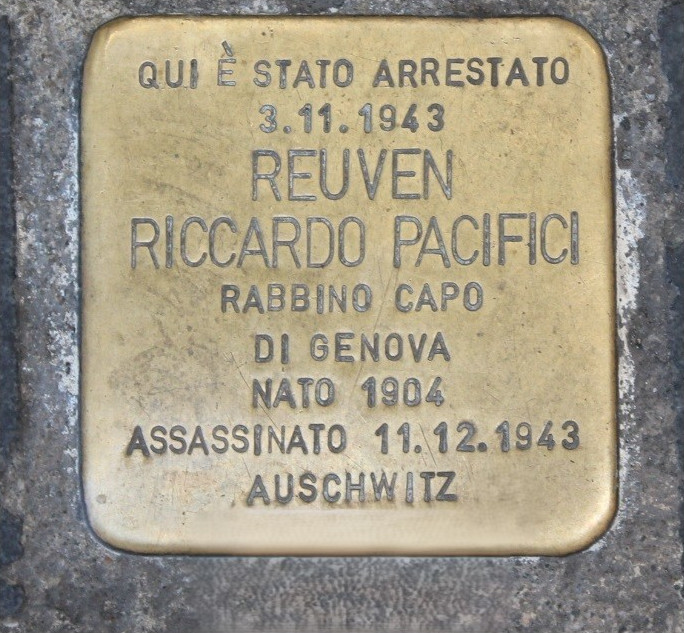 QUI È STATO ARRESTATO
3.11.1943
REUVEN
RICCARDO PACIFICI
RABBINO CAPO
DI GENOVA
NATO 1904
ASSASSINATO 11.12.1943
AUSCHWITZ